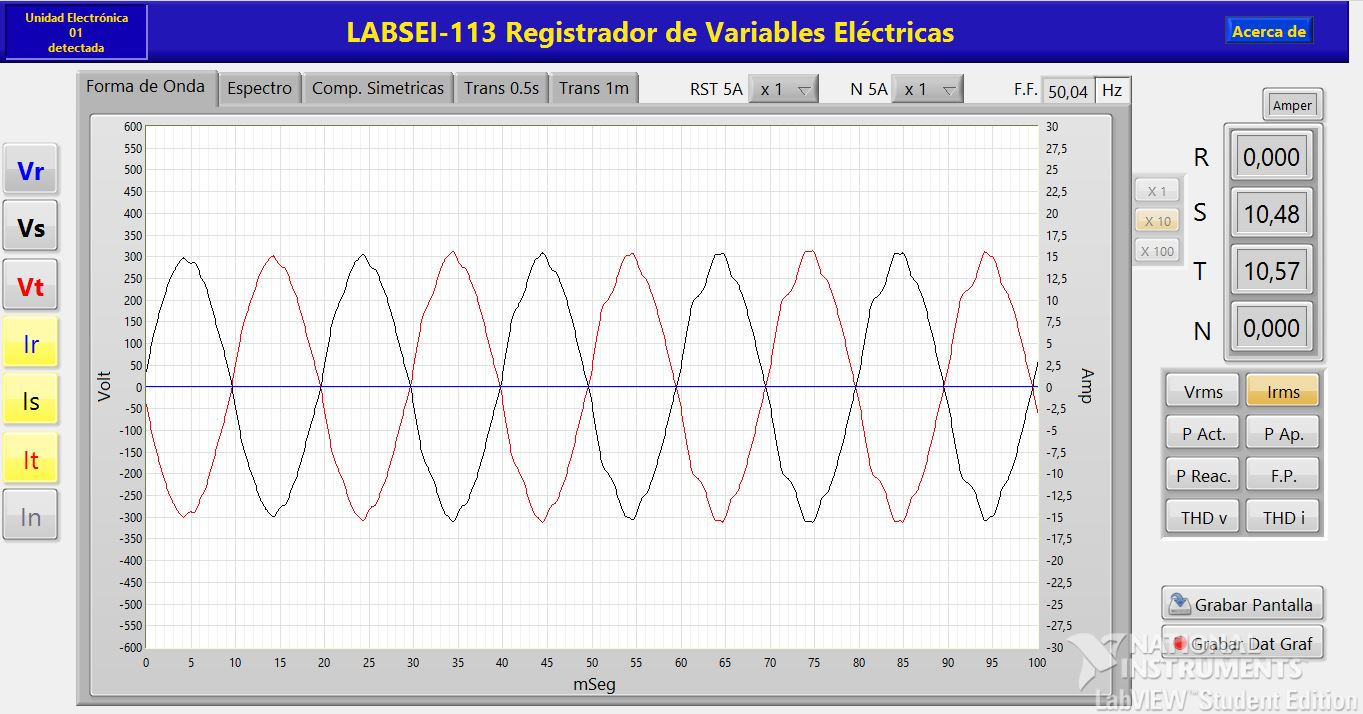 Unidad Electrónica
01
detectada
LABSEI-113 Registrador de Variables Eléctricas
Acerca de
Forma de Onda
Espectro
Comp. Simetricas
Trans 0.5s
Trans 1m
RST 5A
x 1
N 5A
x 1
F.F.
50,04
Hz
Vr
Vs
Vt
Ir
Is
It
In
Volt
600
550
500
450
400
350
300
250
200
150
100
50
0
-50
-100
-150
-200
-250
-300
-350
-400
-450
-500
-550
-600
0 5 10 15 20 25 30 35 40 45 50 55 60 65 70 75 80 85 90 95 100
mSeg
30
27,5
25
22,5
20
17,5
15
12,5
10
7,5
5
2,5
0
-2,5
-5
-7,5
-10
-12,5
-15
-17,5
-20
-22,5
-25
-27,5
-30
Amp
X 1
X 10
X 100
Amper
R 0,000
S 10,48
T 10,57
N 0,000
Vrms Irms
P Act. P Ap.
P Reac. F.P.
THD v THD i
Grabar Pantalla
Grabar Dat Graf
NATIONAL
INSTRUMENTS
LabVIEW™ Student Edition